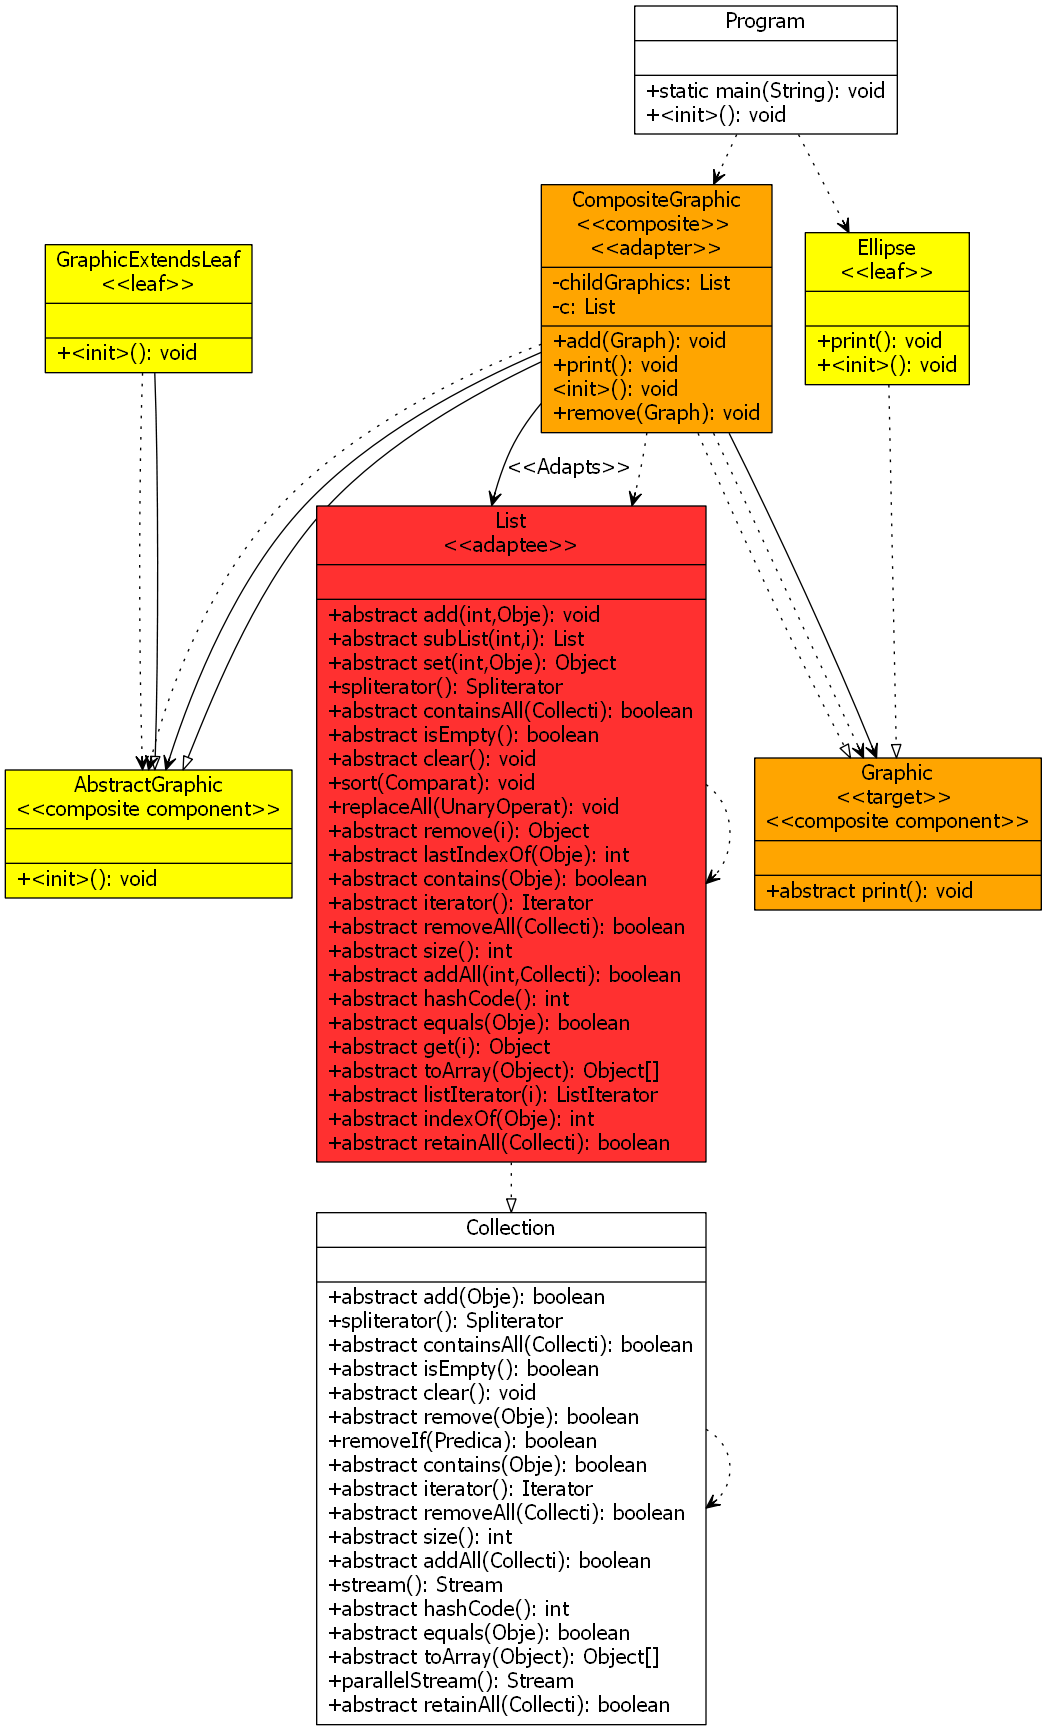 Program
+static main(String): void
+<init>(): void
CompositeGraphic
<<composite>>
<<adapter>>
-childGraphics: List
-c: List
+add(Graph): void
+print(): void
<init>(): void
+remove(Graph): void
Ellipse
<<leaf>>
+print(): void
+<init>(): void
GraphicExtendsLeaf
<<leaf>>
+<init>(): void
<<Adapts>>
List
<<adaptee>>
+abstract add(int,Obje): void
+abstract subList(int,i): List
+abstract set(int,Obje): Object
+spliterator(): Spliterator
+abstract containsAll(Collecti): boolean
+abstract isEmpty(): boolean
+abstract clear(): void
+sort(Comparat): void
+replaceAll(UnaryOperat): void
+abstract remove(i): Object
+abstract lastIndexOf(Obje): int
+abstract contains(Obje): boolean
+abstract iterator(): Iterator
+abstract removeAll(Collecti): boolean
+abstract size(): int
+abstract addAll(int,Collecti): boolean
+abstract hashCode(): int
+abstract equals(Obje): boolean
+abstract get(i): Object
+abstract toArray(Object): Object[]
+abstract listIterator(i): ListIterator
+abstract indexOf(Obje): int
+abstract retainAll(Collecti): boolean
AbstractGraphic
<<composite component>>
+<init>(): void
Graphic
<<target>>
<<composite component>>
+abstract print(): void
Collection
+abstract add(Obje): boolean
+spliterator(): Spliterator
+abstract containsAll(Collecti): boolean
+abstract isEmpty(): boolean
+abstract clear(): void
+abstract remove(Obje): boolean
+removeIf(Predica): boolean
+abstract contains(Obje): boolean
+abstract iterator(): Iterator
+abstract removeAll(Collecti): boolean
+abstract size(): int
+abstract addAll(Collecti): boolean
+stream(): Stream
+abstract hashCode(): int
+abstract equals(Obje): boolean
+abstract toArray(Object): Object[]
+parallelStream(): Stream
+abstract retainAll(Collecti): boolean